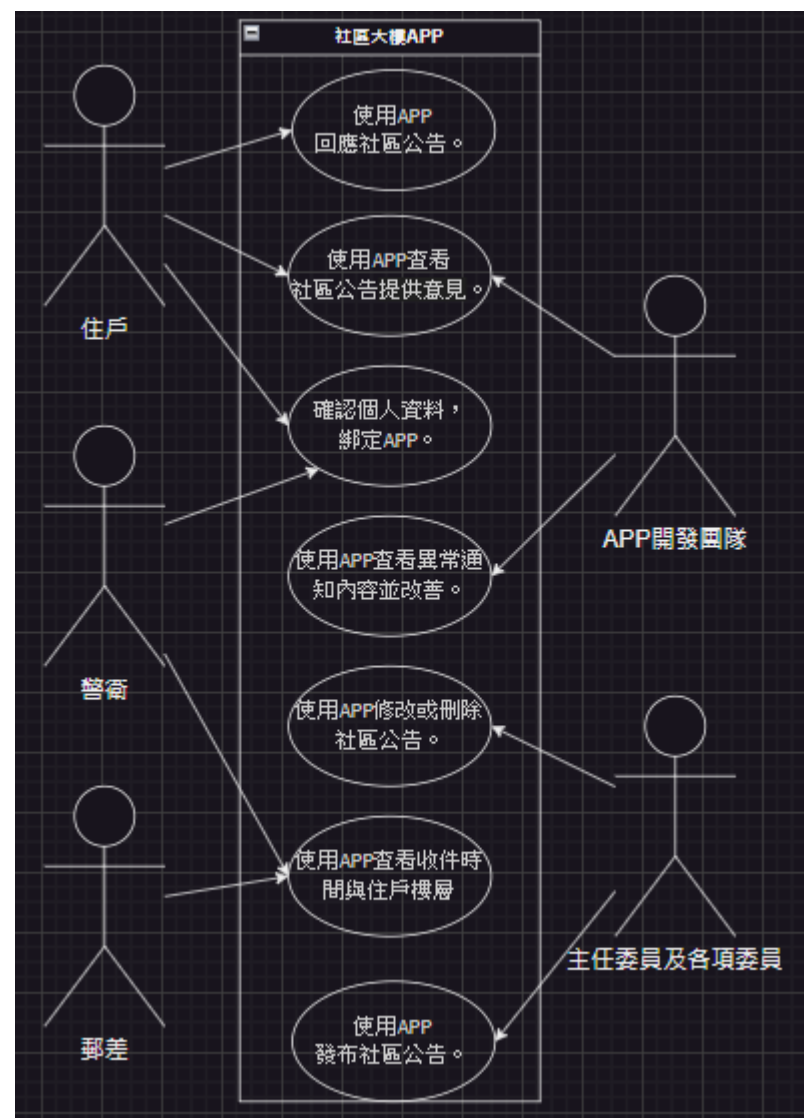 社區大樓APP
使用APP
回應社區公告。
使用APP查看
社區公告提供意見。
住戶
確認個人資料，
綁定APP。
APP開發團隊
使用APP查看異常通
知內容並改善。
警衛
使用APP修改或刪除
社區公告。
使用APP查看收件時
間與住戶樓層
主任委員及各項委員
使用APP
發布社區公告。
郵差